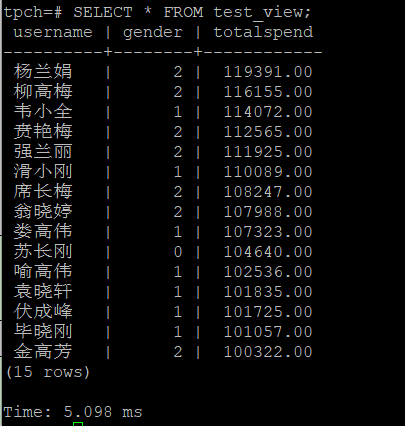 tpch=# SELECT * FROM test_view;
username | gender | totalspend
----------+--------+------------
杨兰娟 | 2 | 119391.00
柳高梅 | 2 | 116155.00
韦小全 | 1 | 114072.00
贲艳梅 | 2 | 112565.00
强兰丽 | 2 | 111925.00
滑小刚 | 1 | 110089.00
席长梅 | 2 | 108247.00
翁晓婷 | 2 | 107988.00
娄高伟 | 1 | 107323.00
苏长刚 | 0 | 104640.00
喻高伟 | 1 | 102536.00
袁晓轩 | 1 | 101835.00
伏成峰 | 1 | 101725.00
毕晓刚 | 1 | 101057.00
金高芳 | 2 | 100322.00
(15 rows)
Time: 5.098 ms